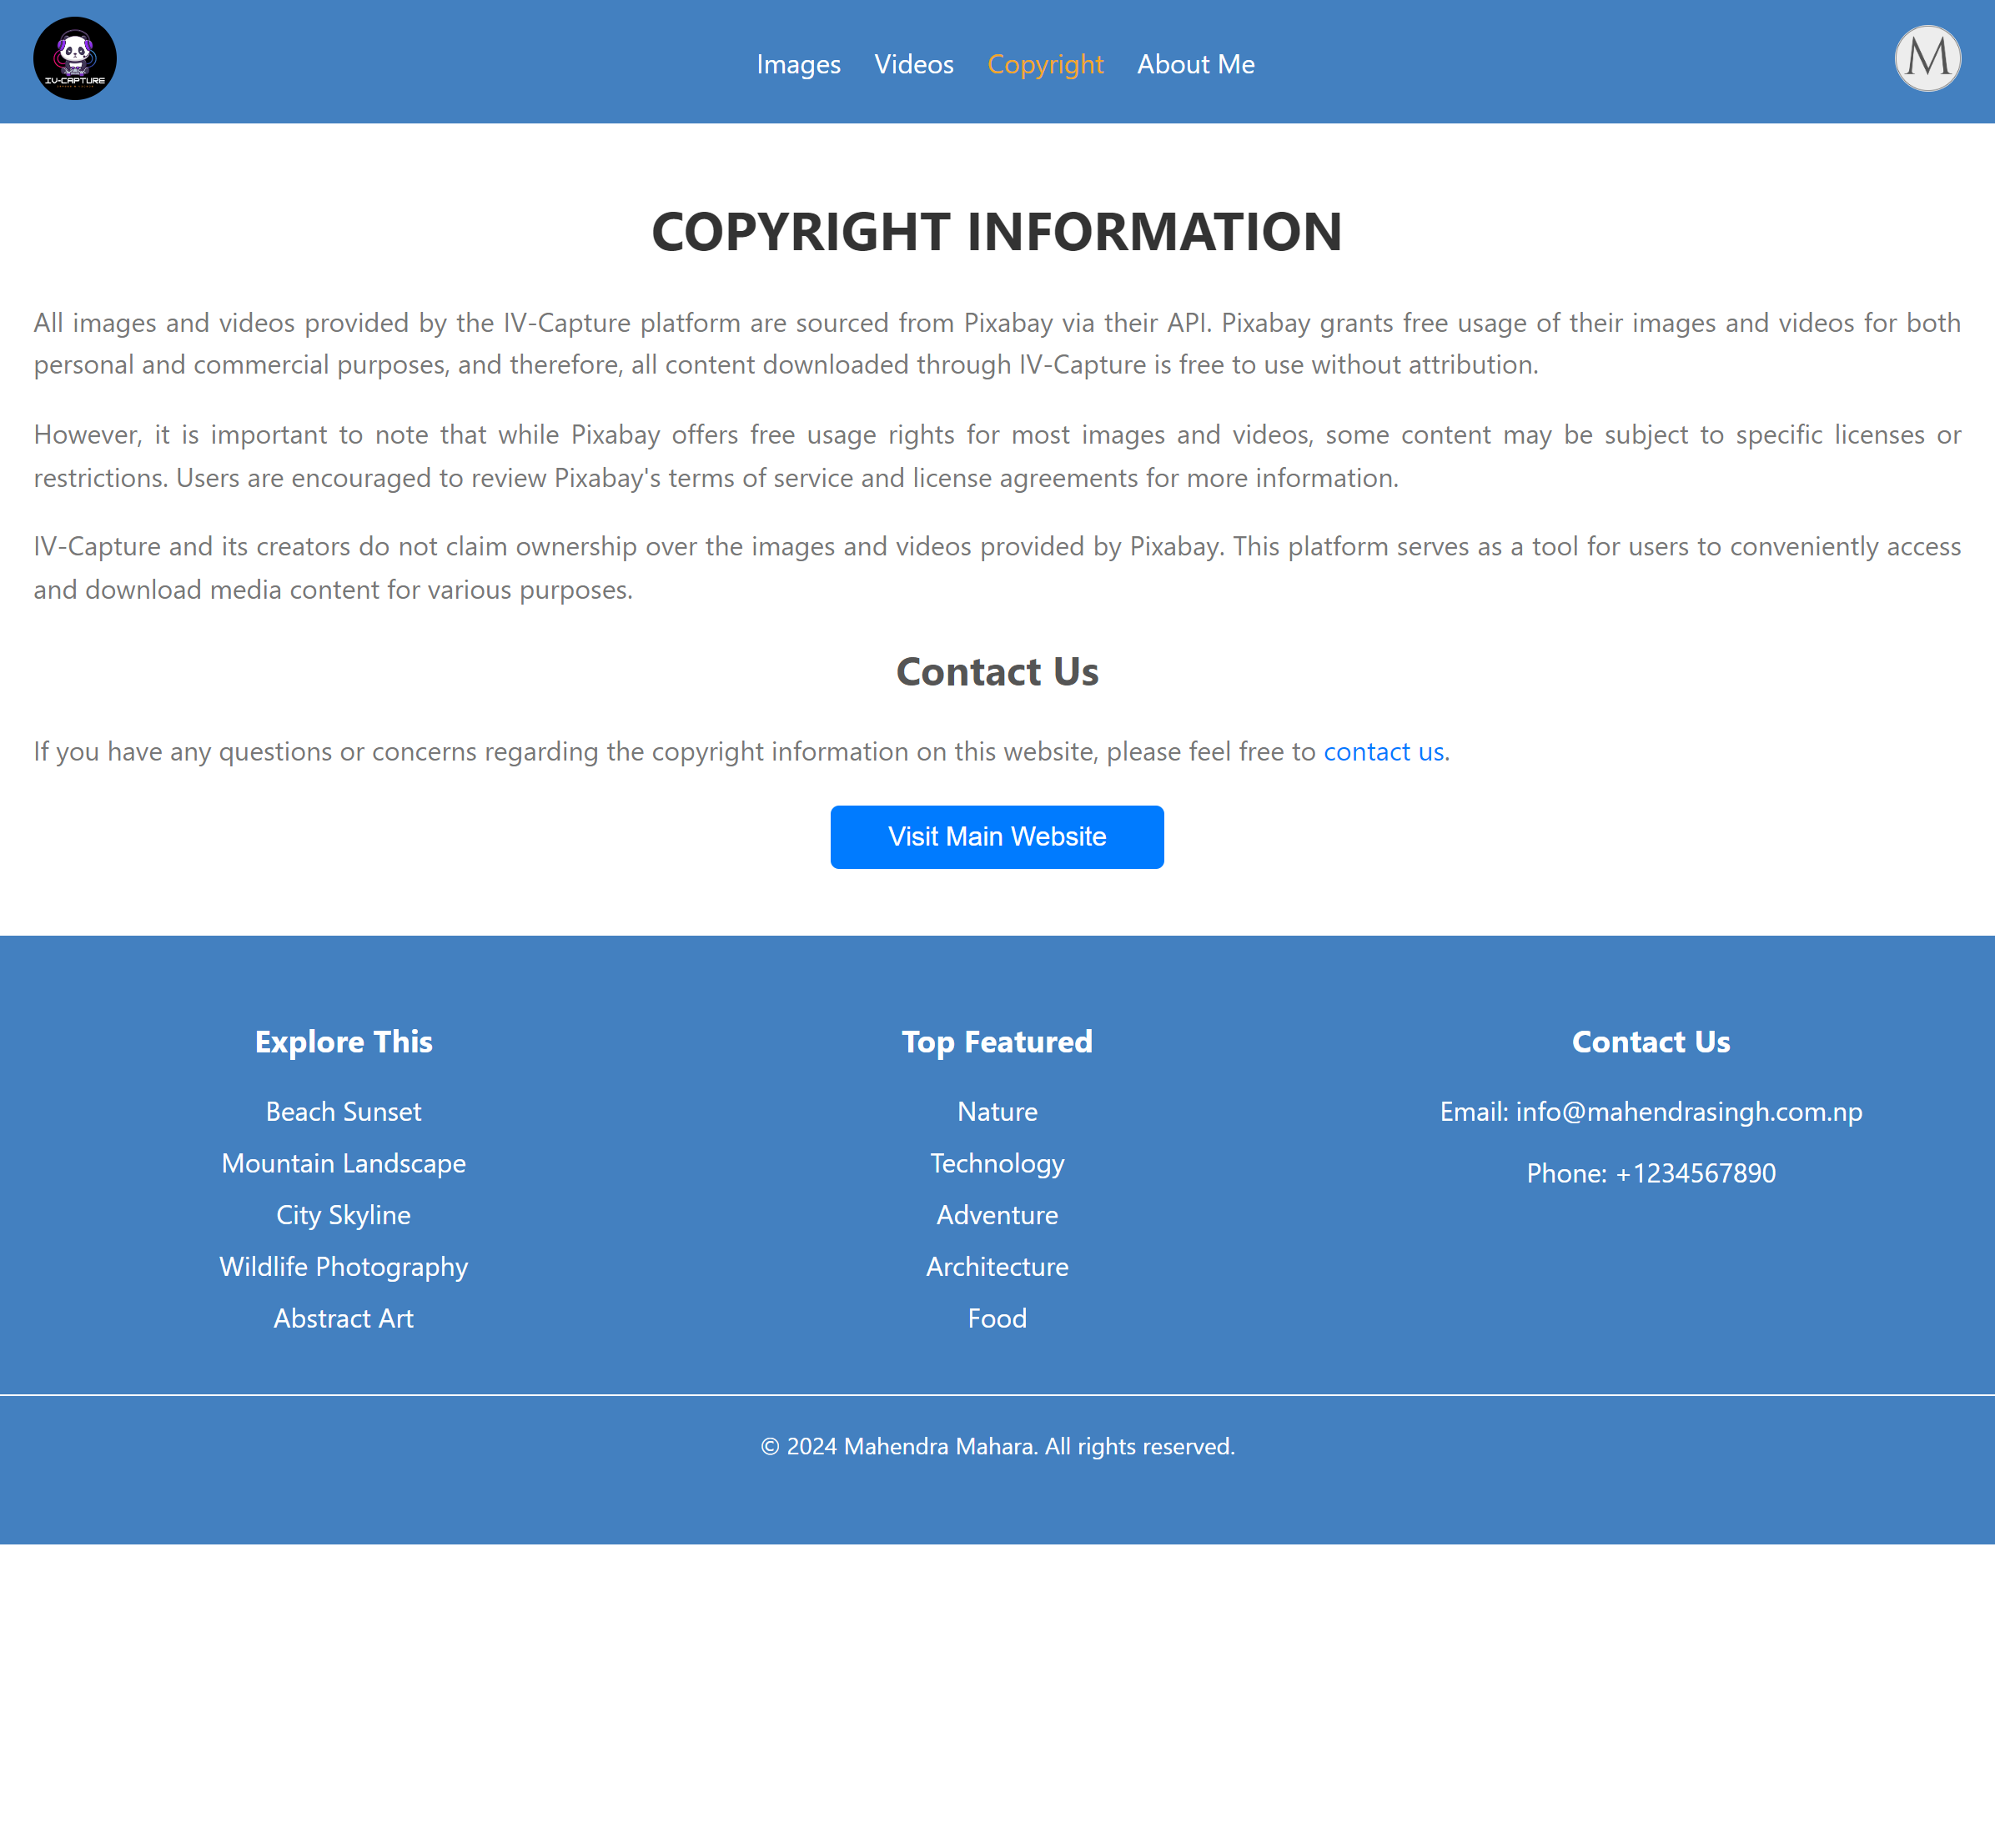 IV-CAPTURE
Images Videos Copyright About Me
M
COPYRIGHT INFORMATION
All images and videos provided by the IV-Capture platform are sourced from Pixabay via their API. Pixabay grants free usage of their images and videos for both
personal and commercial purposes, and therefore, all content downloaded through IV-Capture is free to use without attribution.
However, it is important to note that while Pixabay offers free usage rights for most images and videos, some content may be subject to specific licenses or
restrictions. Users are encouraged to review Pixabay's terms of service and license agreements for more information.
IV-Capture and its creators do not claim ownership over the images and videos provided by Pixabay. This platform serves as a tool for users to conveniently access
and download media content for various purposes.
Contact Us
If you have any questions or concerns regarding the copyright information on this website, please feel free to contact us.
Visit Main Website
Explore This
Beach Sunset
Mountain Landscape
City Skyline
Wildlife Photography
Abstract Art
Top Featured
Nature
Technology
Adventure
Architecture
Food
Contact Us
Email: info@mahendrasingh.com.np
Phone: +1234567890
© 2024 Mahendra Mahara. All rights reserved.